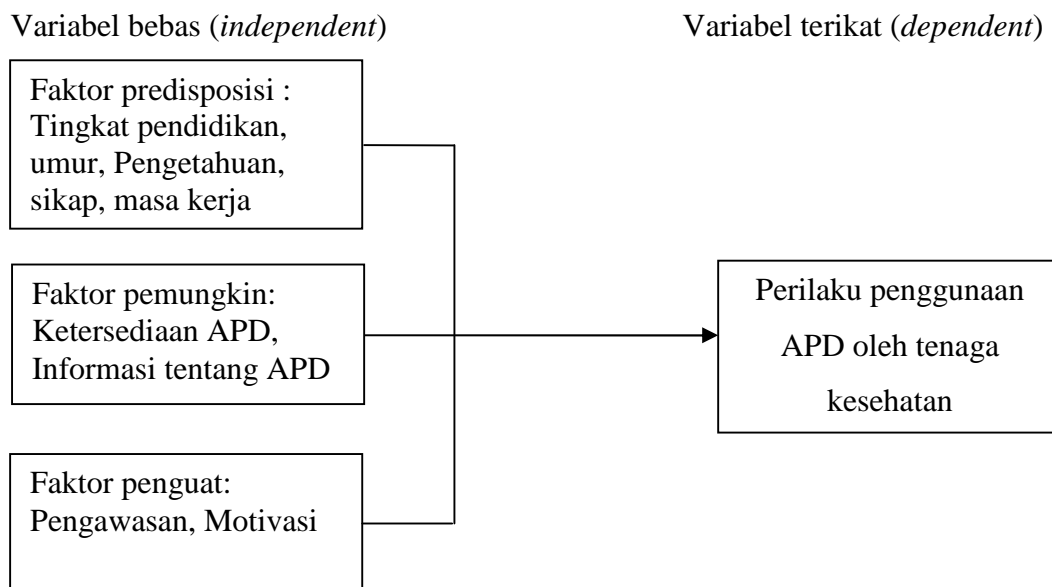 Variabel bebas (independent)
Variabel terikat (dependent)
Faktor predisposisi :
Tingkat pendidikan,
umur, Pengetahuan,
sikap, masa kerja
Faktor pemungkin:
Ketersediaan APD,
Informasi tentang APD
Faktor penguat:
Pengawasan, Motivasi
Perilaku penggunaan
APD oleh tenaga
kesehatan